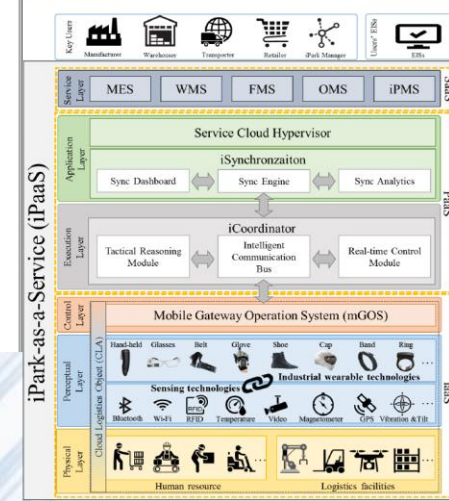 Key Users
Manufacturer
Warehouser
Transporter
Retailer
iPark Manager
Users' EISs
EISs
iPark-as-a-Service (iPaaS)
Service Layer
MES
WMS
FMS
OMS
iPMS
SaaS
Application Layer
Service Cloud Hypervisor
iSynchronzaiton
Sync Dashboard
Sync Engine
Sync Analytics
PaaS
Execution Layer
iCoordinator
Tactical Reasoning Module
Intelligent Communication Bus
Real-time Control Module
Control Layer
Mobile Gateway Operation System (mGOS)
Cloud Logistics Object (CLA)
Perceptual Layer
Hand-held
Glasses
Belt
Glove
Shoe
Cap
Band
Ring
...
Industrial wearable technologies
Sensing technologies
Bluetooth
Wi-Fi
RFID
Temperature
Video
Magnetometer
GPS
Vibration &Tilt
...
IaaS
Physical Layer
...
Human resource
...
Logistics facilities